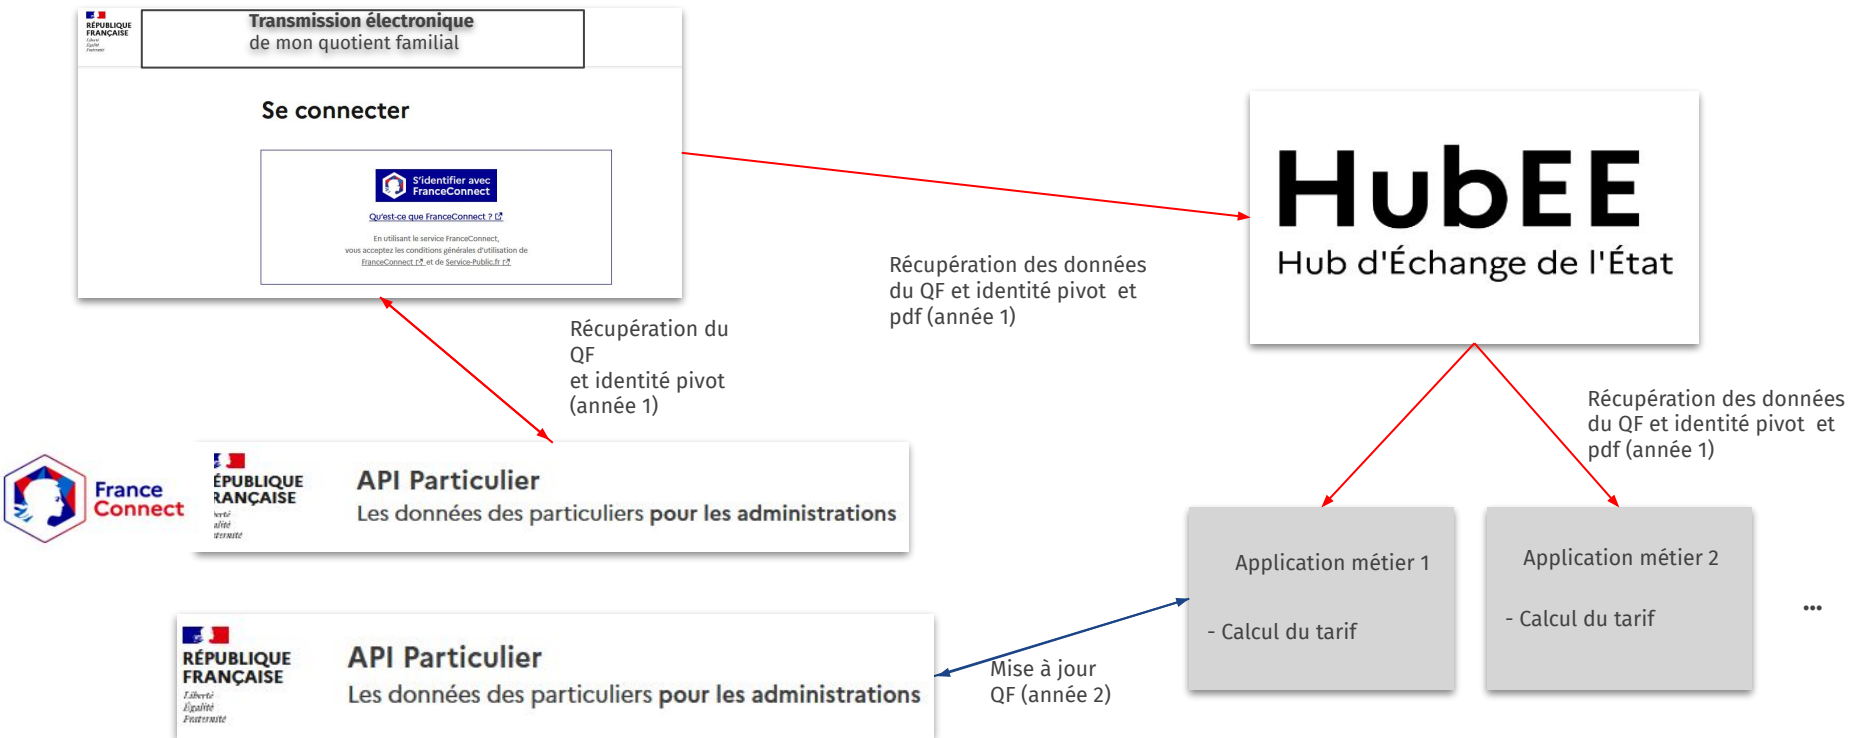 RÉPUBLIQUE
FRANÇAISE
Liberté
Égalité
Fraternité
Transmission électronique
de mon quotient familial
Se connecter
S'identifier avec
FranceConnect
Qu'est-ce que FranceConnect ?
En utilisant le service FranceConnect,
vous acceptez les conditions générales d'utilisation de
FranceConnect et de Service-Public.fr
HubEE
Hub d'Échange de l'État
Récupération des données
du QF et identité pivot et
pdf (année 1)
Récupération du
QF
et identité pivot
(année 1)
Récupération des données
du QF et identité pivot et
pdf (année 1)
France
Connect
ÉPUBLIQUE
RANÇAISE
berté
alité
ternité
API Particulier
Les données des particuliers pour les administrations
Application métier 1
- Calcul du tarif
Application métier 2
- Calcul du tarif
...
RÉPUBLIQUE
FRANÇAISE
Liberté
Égalité
Fraternité
API Particulier
Les données des particuliers pour les administrations
Mise à jour
QF (année 2)